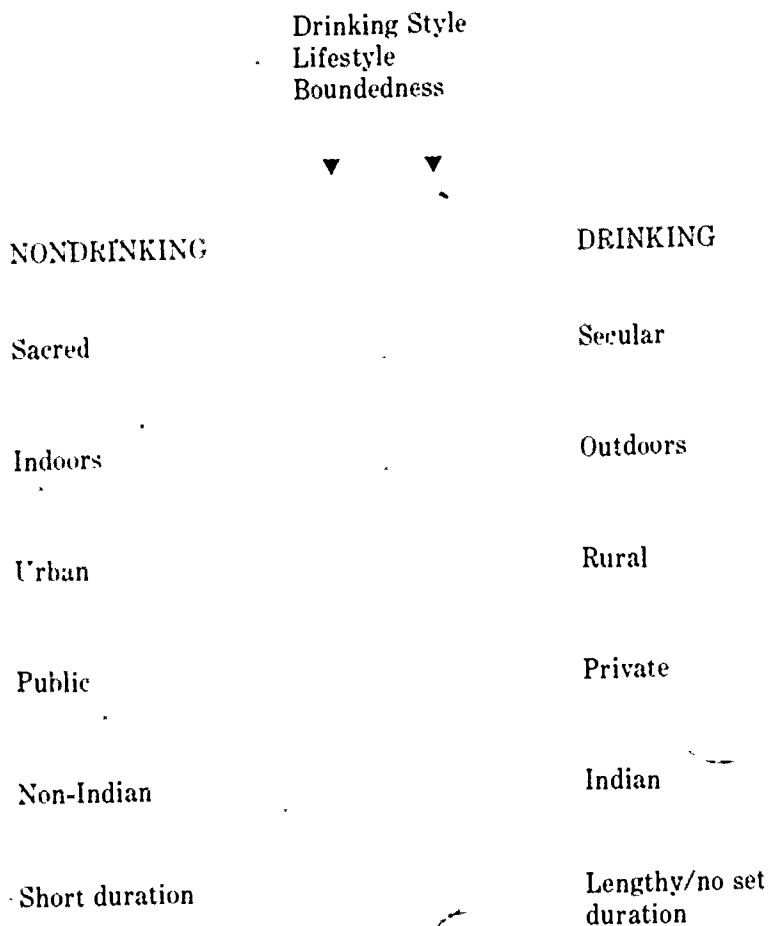 Drinking Style
Lifestyle
Boundedness
NONDRINKING
DRINKING
Sacred
Secular
Indoors
Outdoors
Urban
Rural
Public
Private
Non-Indian
Indian
Short duration
Lengthy/no set
duration